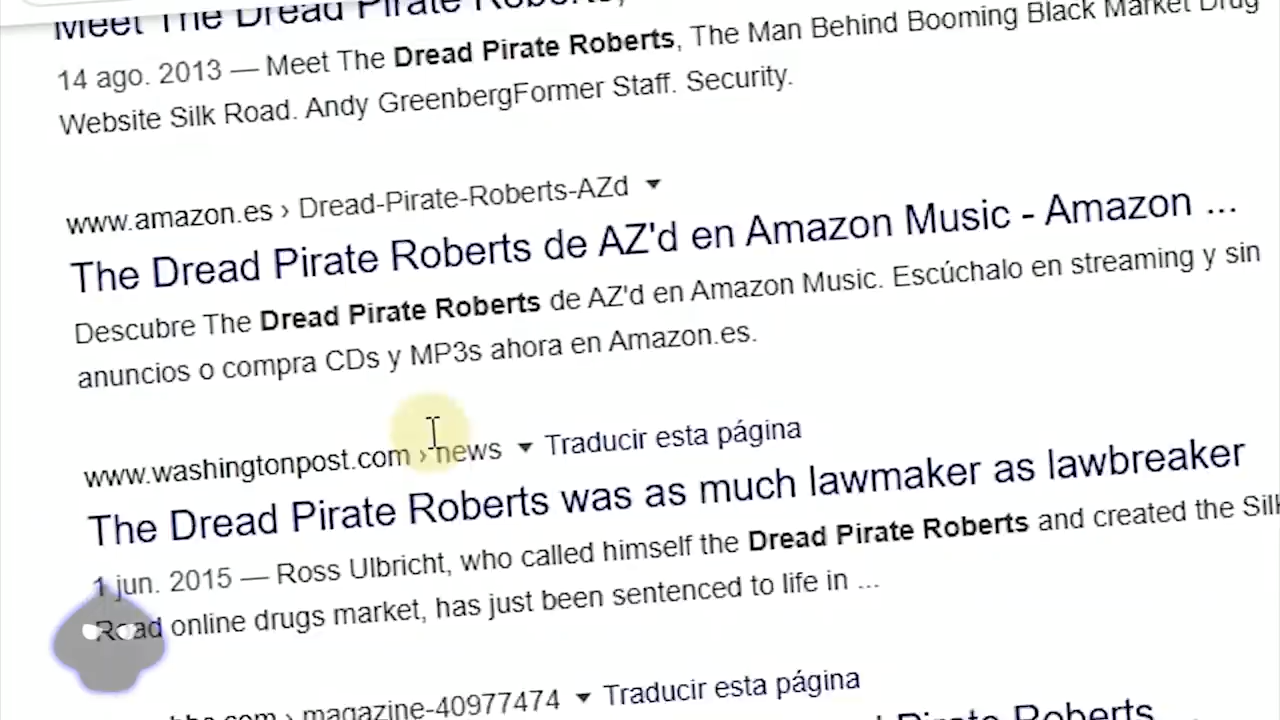 Meet The Dread Pirate Roberts,
14 ago. 2013 — Meet The Dread Pirate Roberts, The Man Behind Booming Black Market Drug
Website Silk Road. Andy GreenbergFormer Staff. Security.
www.amazon.es › Dread-Pirate-Roberts-AZd
The Dread Pirate Roberts de AZ'd en Amazon Music - Amazon ...
Descubre The Dread Pirate Roberts de AZ'd en Amazon Music. Escúchalo en streaming y sin
anuncios o compra CDs y MP3s ahora en Amazon.es.
www.washingtonpost.com › news Traducir esta página
The Dread Pirate Roberts was as much lawmaker as lawbreaker
1 jun. 2015 — Ross Ulbricht, who called himself the Dread Pirate Roberts and created the Silk
Road online drugs market, has just been sentenced to life in ...
› magazine-40977474 Traducir esta página
Pirate Roberts